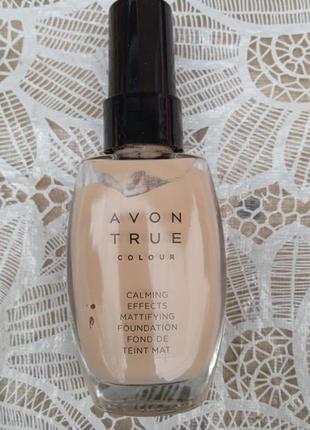 AVON
TRUE
COLOUR
CALMING
EFFECTS
MATTIFYING
FOUNDATION
FOND DE
TEINT MAT